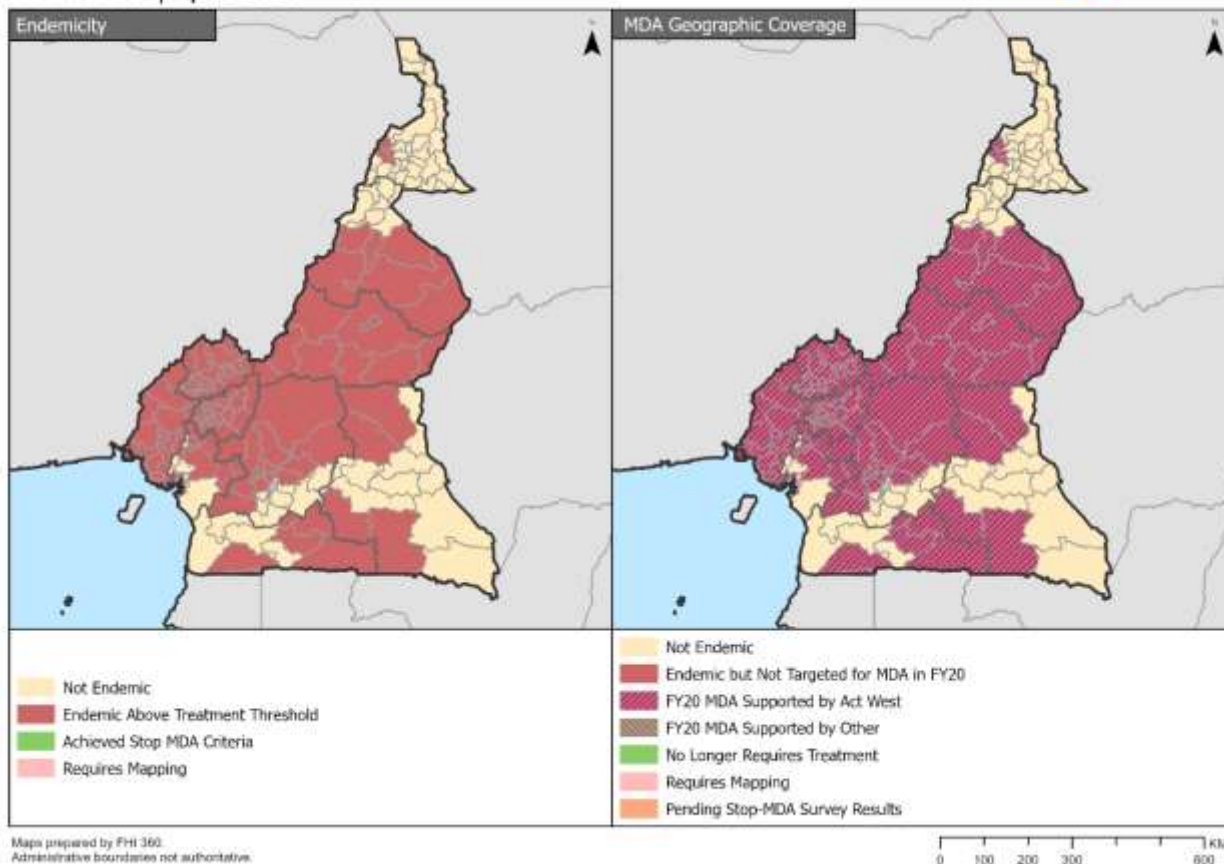 Endemicity
MDA Geographic Coverage
N
N
Not Endemic
Endemic Above Treatment Threshold
Achieved Stop MDA Criteria
Requires Mapping
Not Endemic
Endemic but Not Targeted for MDA in FY20
FY20 MDA Supported by Act West
FY20 MDA Supported by Other
No Longer Requires Treatment
Requires Mapping
Pending Stop-MDA Survey Results
Maps prepared by FHI 360.
Administrative boundaries not authoritative.
0 100 200 300 600